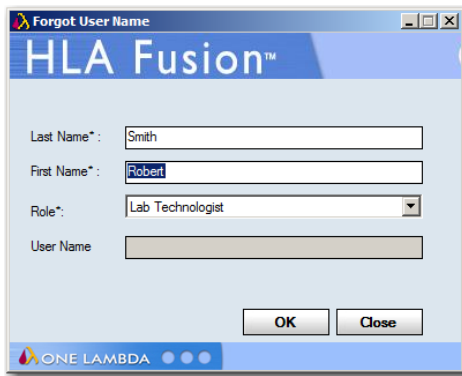 Forgot User Name
HLA Fusion™
Last Name* :
Smith
First Name* :
Robert
Role*:
Lab Technologist
User Name
OK
Close
ONE LAMBDA